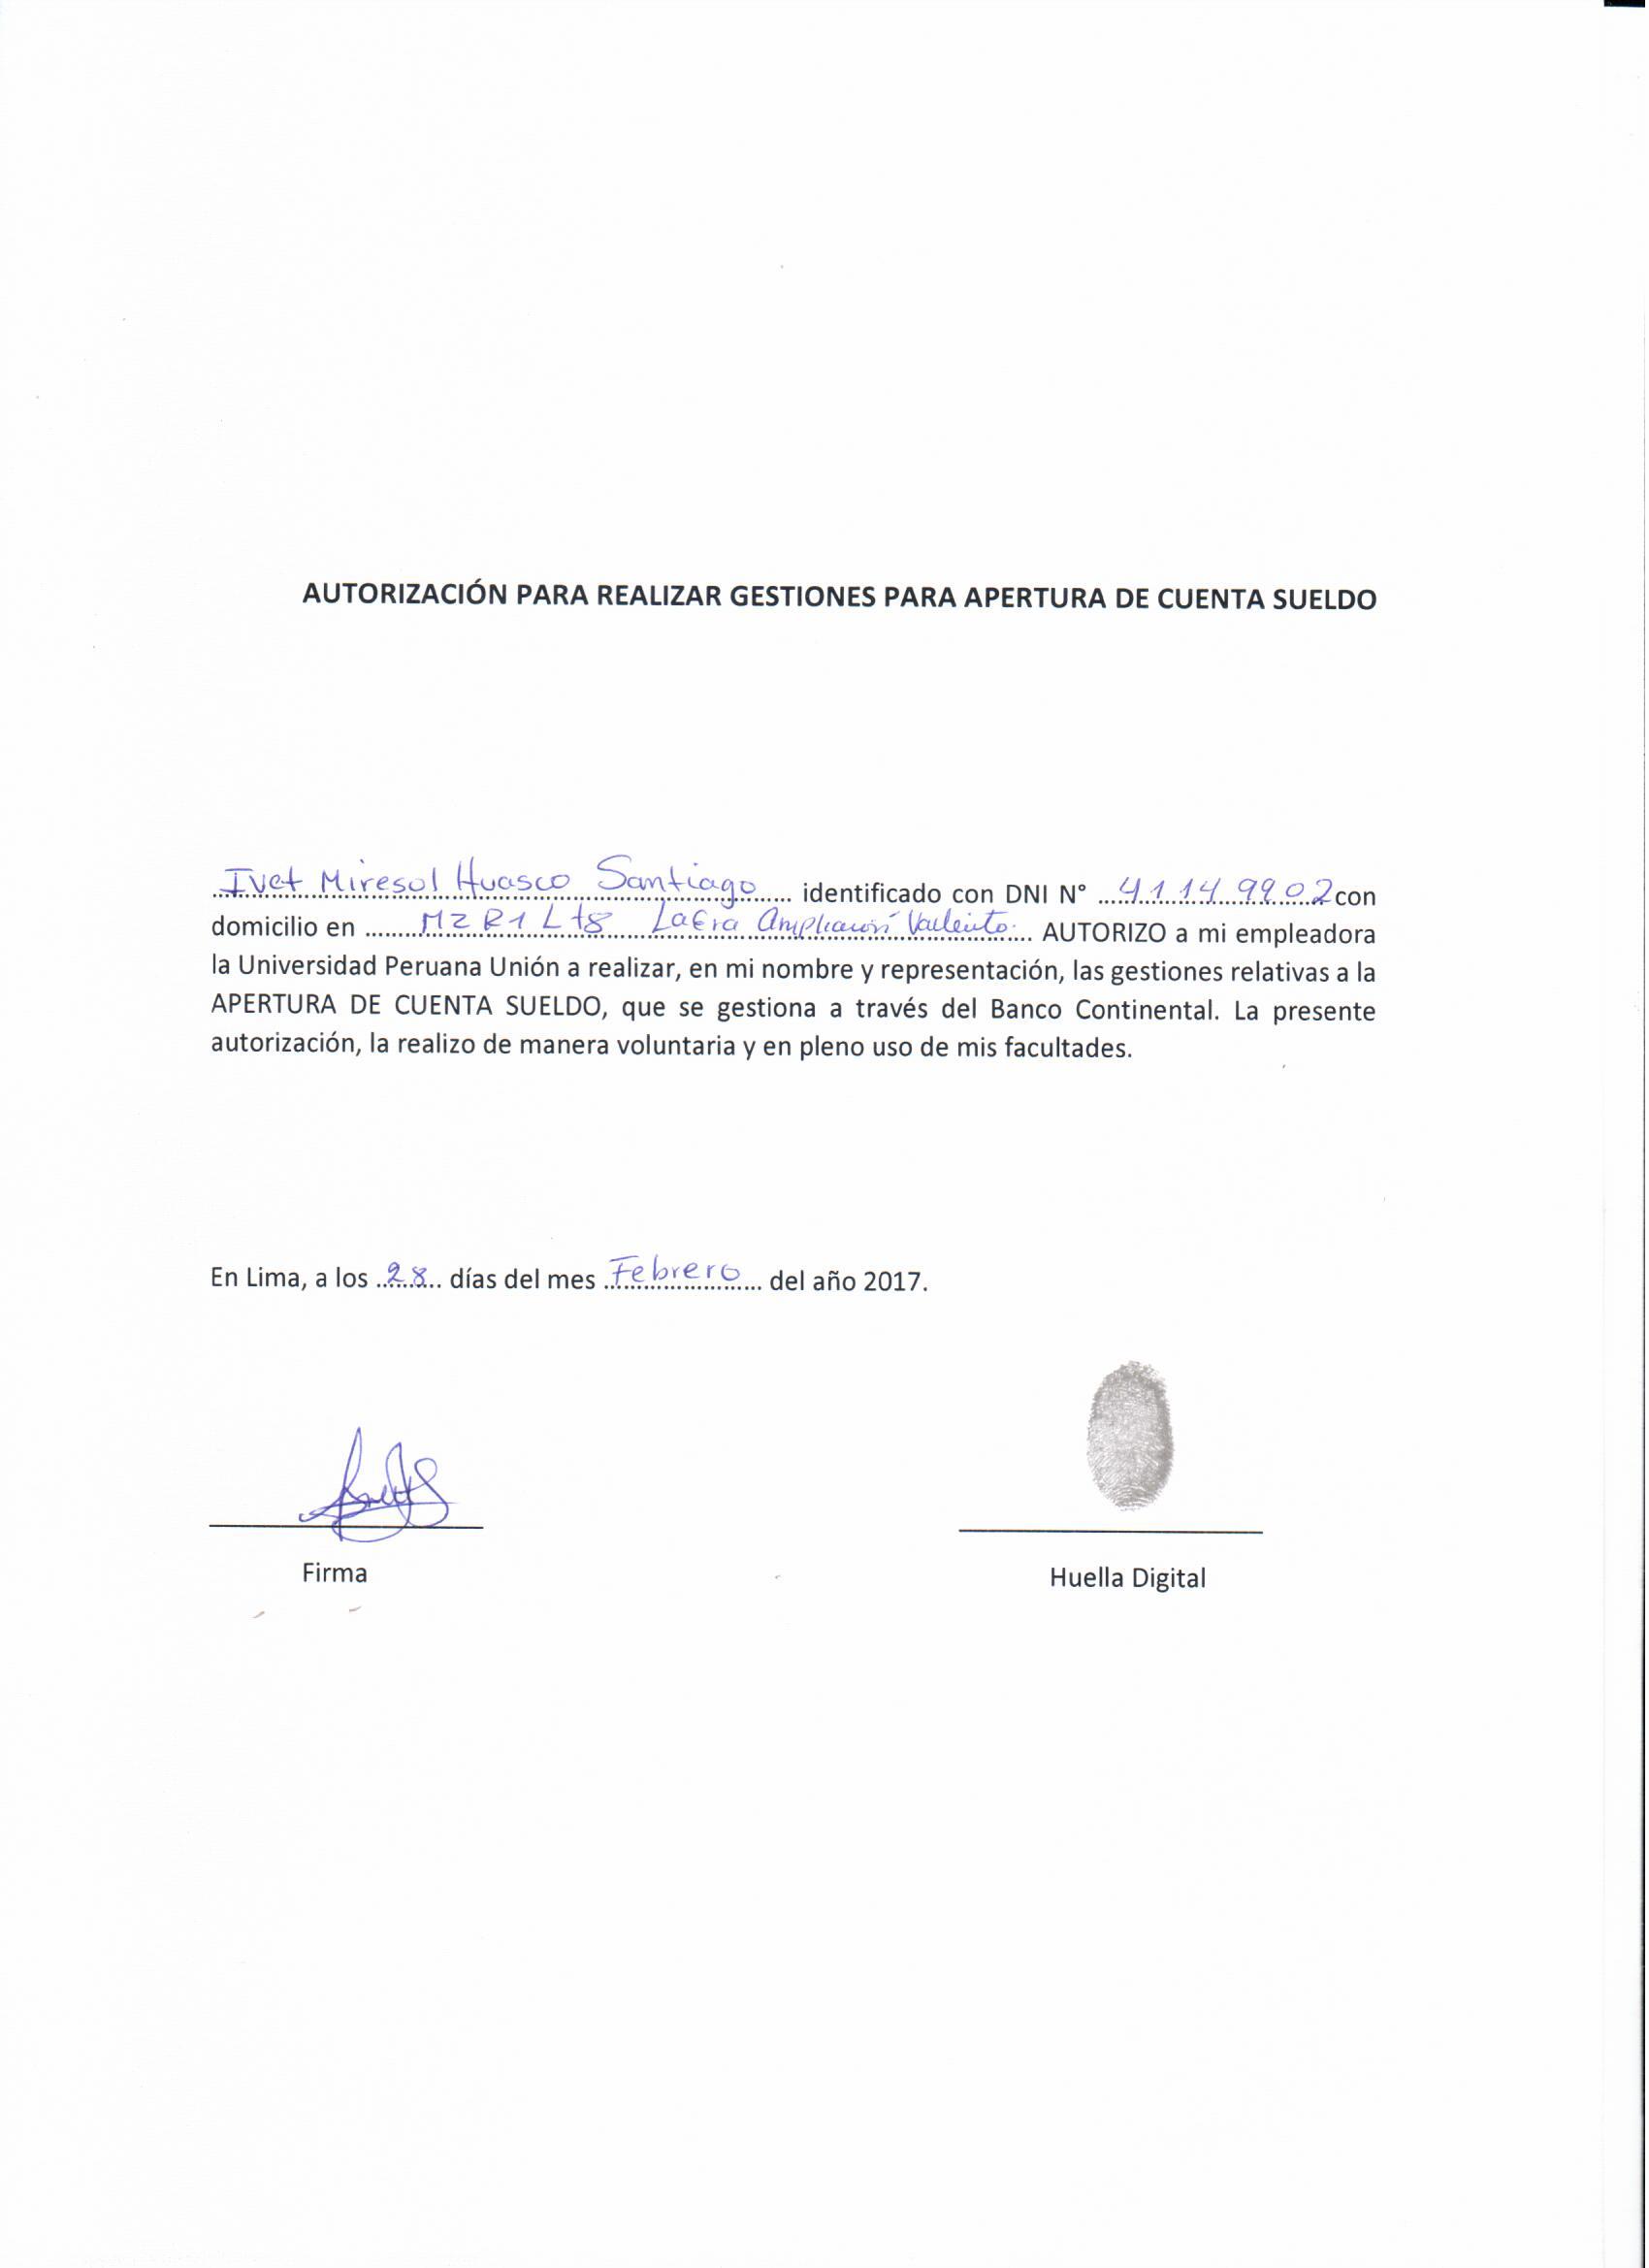 AUTORIZACIÓN PARA REALIZAR GESTIONES PARA APERTURA DE CUENTA SUELDO
Ivet Miresol Huasco Santiago identificado con DNI N° 41149902 con
domicilio en MZ R1 Lt8 La Era Ampliación AUTORIZO a mi empleadora
la Universidad Peruana Unión a realizar, en mi nombre y representación, las gestiones relativas a la
APERTURA DE CUENTA SUELDO, que se gestiona a través del Banco Continental. La presente
autorización, la realizo de manera voluntaria y en pleno uso de mis facultades.
En Lima, a los 28 días del mes Febrero del año 2017.
Firma
Huella Digital